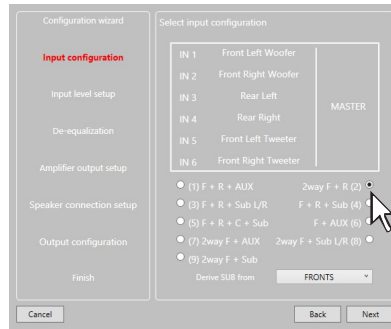 Configuration wizard
Input configuration
Input level setup
De-equalization
Amplifier output setup
Speaker connection setup
Output configuration
Finish
Select input configuration
IN 1 Front Left Woofer
IN 2 Front Right Woofer
IN 3 Rear Left
IN 4 Rear Right
IN 5 Front Left Tweeter
IN 6 Front Right Tweeter
MASTER
(1) F + R + AUX 2way F + R (2)
(3) F + R + Sub L/R F + R + Sub (4)
(5) F + R + C + Sub F + AUX (6)
(7) 2way F + AUX 2way F + Sub L/R (8)
(9) 2way F + Sub
Derive SUB from FRONTS
Cancel Back Next